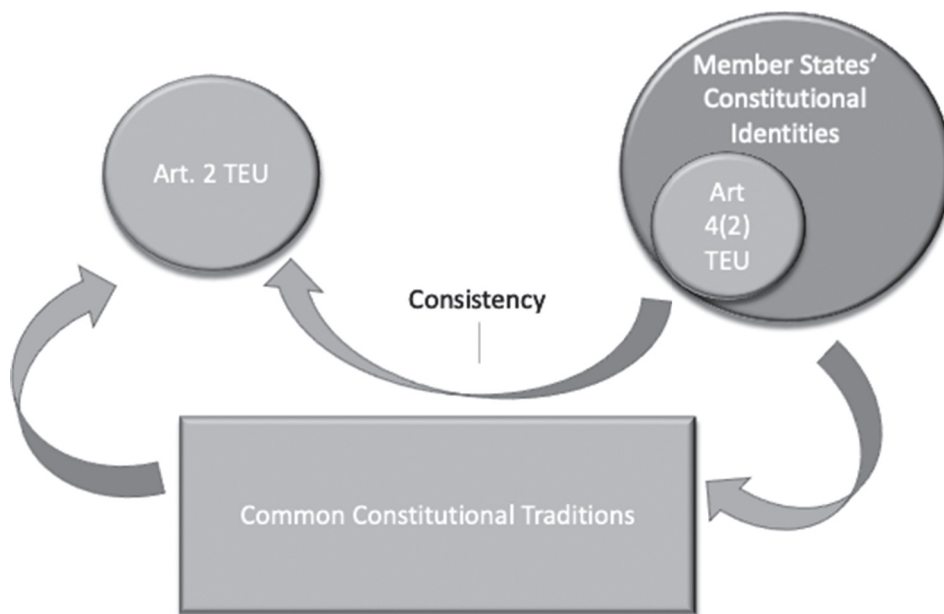 Member States’
Constitutional
Identities
Art. 2 TEU
Art
4(2)
TEU
Consistency
Common Constitutional Traditions